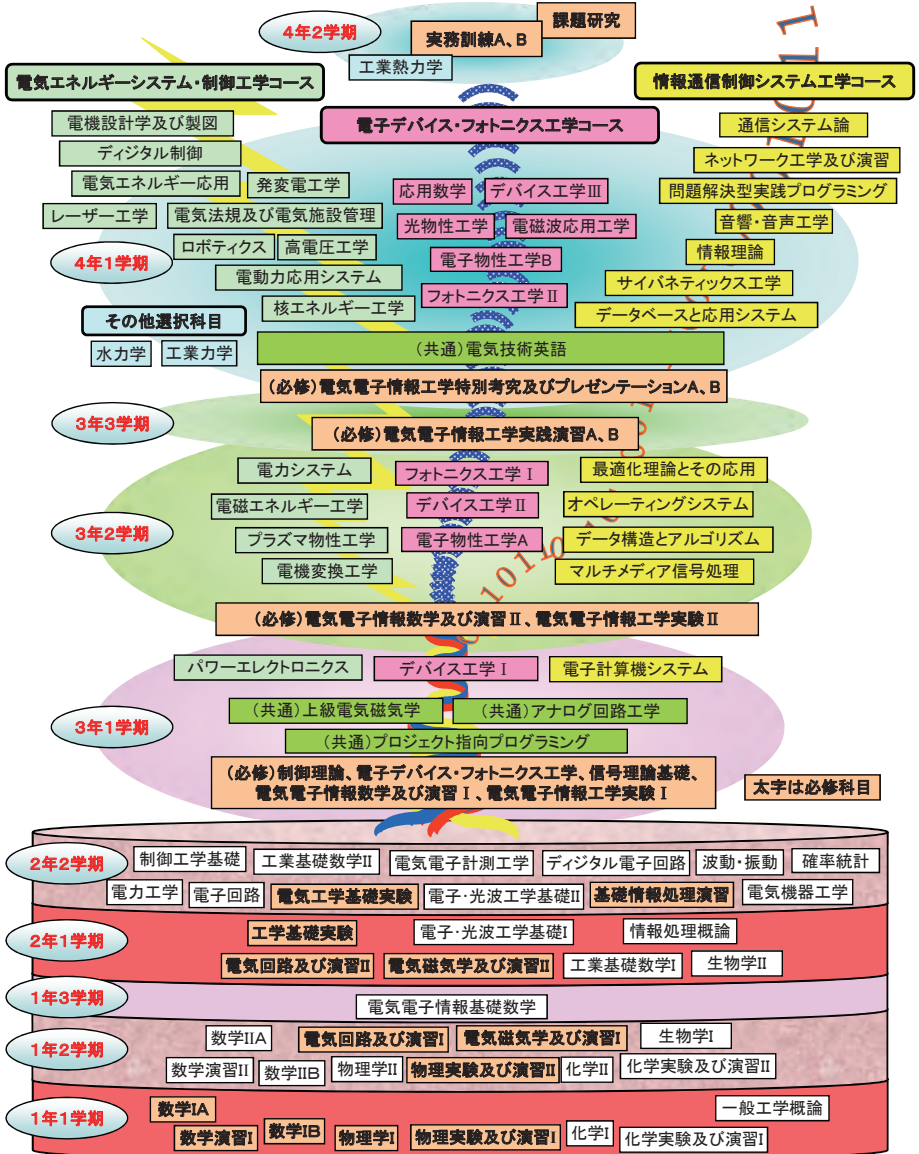 4年2学期
課題研究
実務訓練A、B
工業熱力学
電気エネルギーシステム・制御工学コース
電子デバイス・フォトニクス工学コース
情報通信制御システム工学コース
電機設計学及び製図
通信システム論
ディジタル制御
ネットワーク工学及び演習
電気エネルギー応用
発変電工学
応用数学
デバイス工学Ⅲ
問題解決型実践プログラミング
レーザー工学
電気法規及び電気施設管理
光物性工学
電磁波応用工学
音響・音声工学
4年1学期
ロボティクス
高電圧工学
電子物性工学B
情報理論
電動力応用システム
フォトニクス工学Ⅱ
サイバネティックス工学
核エネルギー工学
データベースと応用システム
その他選択科目
水力学
工業力学
(共通)電気技術英語
(必修)電気電子情報工学特別考究及びプレゼンテーションA、B
3年3学期
(必修)電気電子情報工学実践演習A、B
電力システム
フォトニクス工学Ⅰ
最適化理論とその応用
電磁エネルギー工学
デバイス工学Ⅱ
オペレーティングシステム
3年2学期
プラズマ物性工学
電子物性工学A
データ構造とアルゴリズム
電機変換工学
マルチメディア信号処理
(必修)電気電子情報数学及び演習Ⅱ、電気電子情報工学実験Ⅱ
パワーエレクトロニクス
デバイス工学Ⅰ
電子計算機システム
3年1学期
(共通)上級電気磁気学
(共通)アナログ回路工学
(共通)プロジェクト指向プログラミング
(必修)制御理論、電子デバイス・フォトニクス工学、信号理論基礎、
電気電子情報数学及び演習Ⅰ、電気電子情報工学実験Ⅰ
太字は必修科目
2年2学期
制御工学基礎
工業基礎数学II
電気電子計測工学
ディジタル電子回路
波動・振動
確率統計
電力工学
電子回路
電気工学基礎実験
電子・光波工学基礎II
基礎情報処理演習
電気機器工学
2年1学期
工学基礎実験
電子・光波工学基礎I
情報処理概論
電気回路及び演習II
電気磁気学及び演習II
工業基礎数学I
生物学II
1年3学期
電気電子情報基礎数学
1年2学期
数学IIA
電気回路及び演習I
電気磁気学及び演習I
生物学I
数学演習II
数学IIB
物理学II
物理実験及び演習II
化学II
化学実験及び演習II
1年1学期
数学IA
一般工学概論
数学演習I
数学IB
物理学I
物理実験及び演習I
化学I
化学実験及び演習I